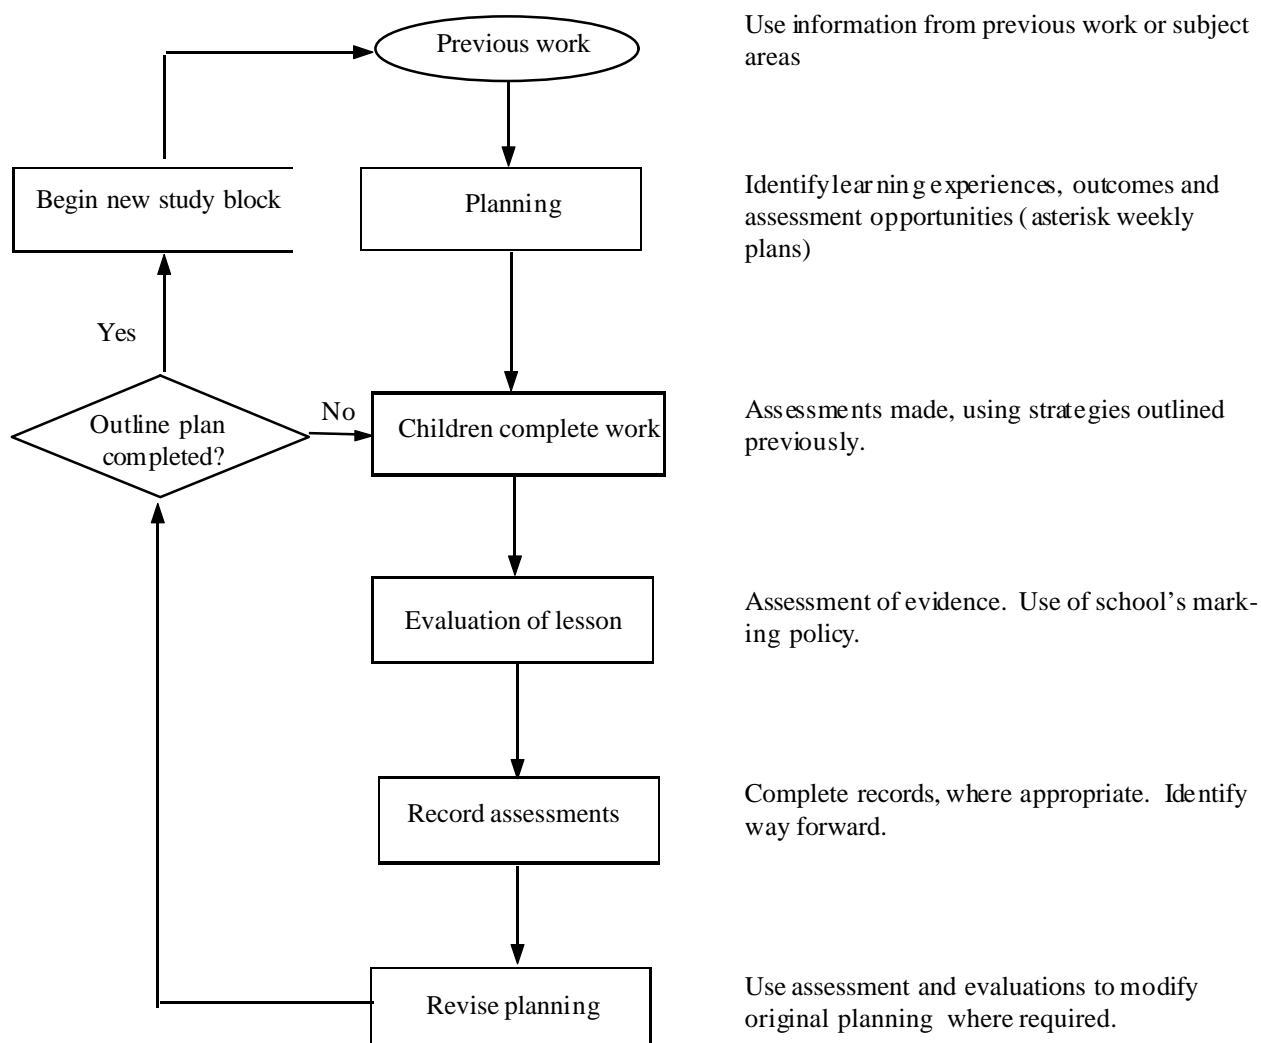 Previous work
Use information from previous work or subject
areas
Begin new study block
Planning
Identify learning experiences, outcomes and
assessment opportunities (asterisk weekly
plans)
Yes
Outline plan
completed?
No
Children complete work
Assessments made, using strategies outlined
previously.
Evaluation of lesson
Assessment of evidence. Use of school's mark-
ing policy.
Record assessments
Complete records, where appropriate. Identify
way forward.
Revise planning
Use assessment and evaluations to modify
original planning where required.